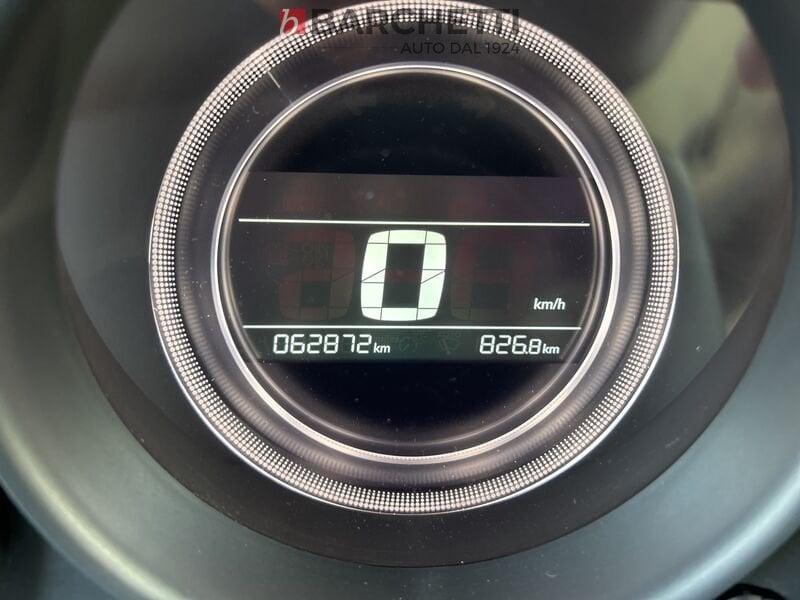 b BARCHETTI
AUTO DAL 1924
0
km/h
062872 km 826.8 km